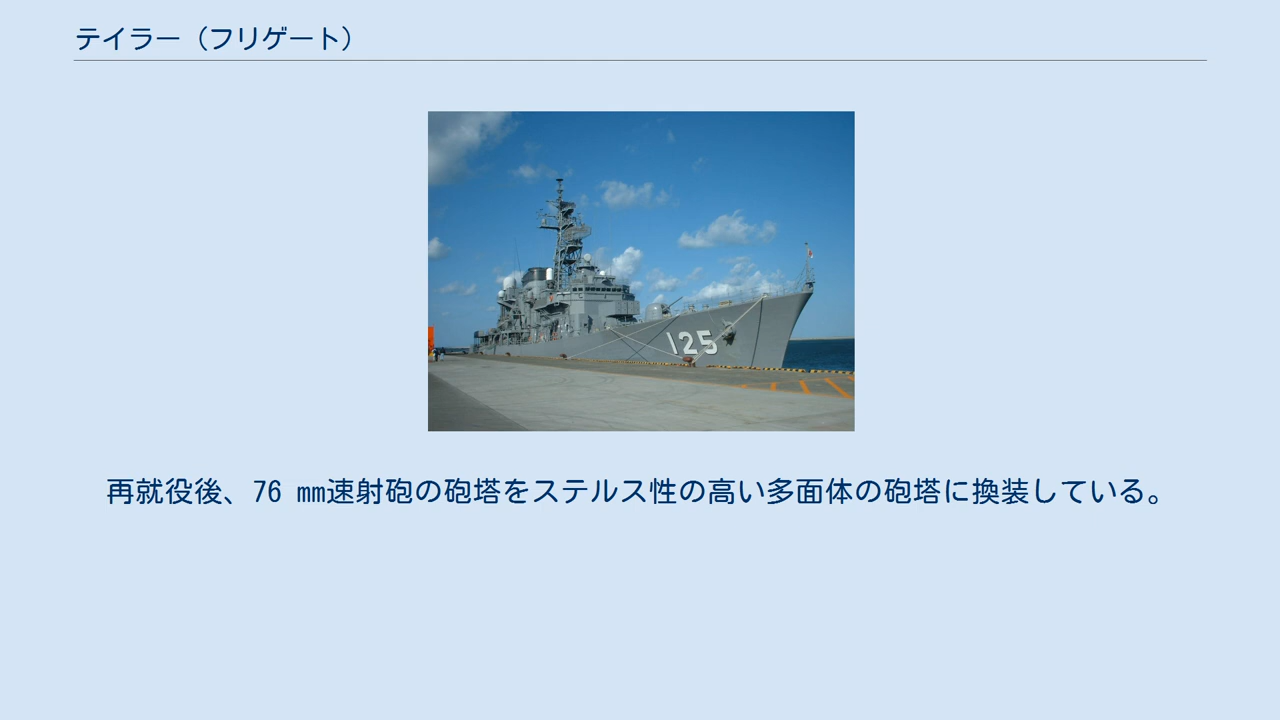 テイラー（フリゲート）
125
再就役後、76 mm速射砲の砲塔をステルス性の高い多面体の砲塔に換装している。